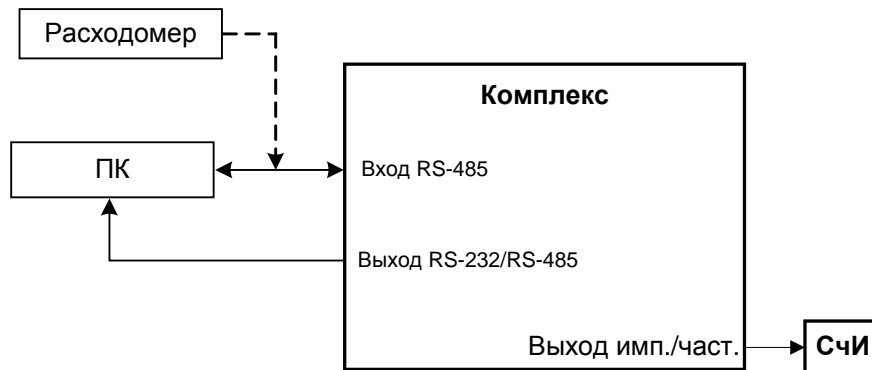 Расходомер
Комплекс
ПК
Вход RS-485
Выход RS-232/RS-485
Выход имп./част.
СчИ